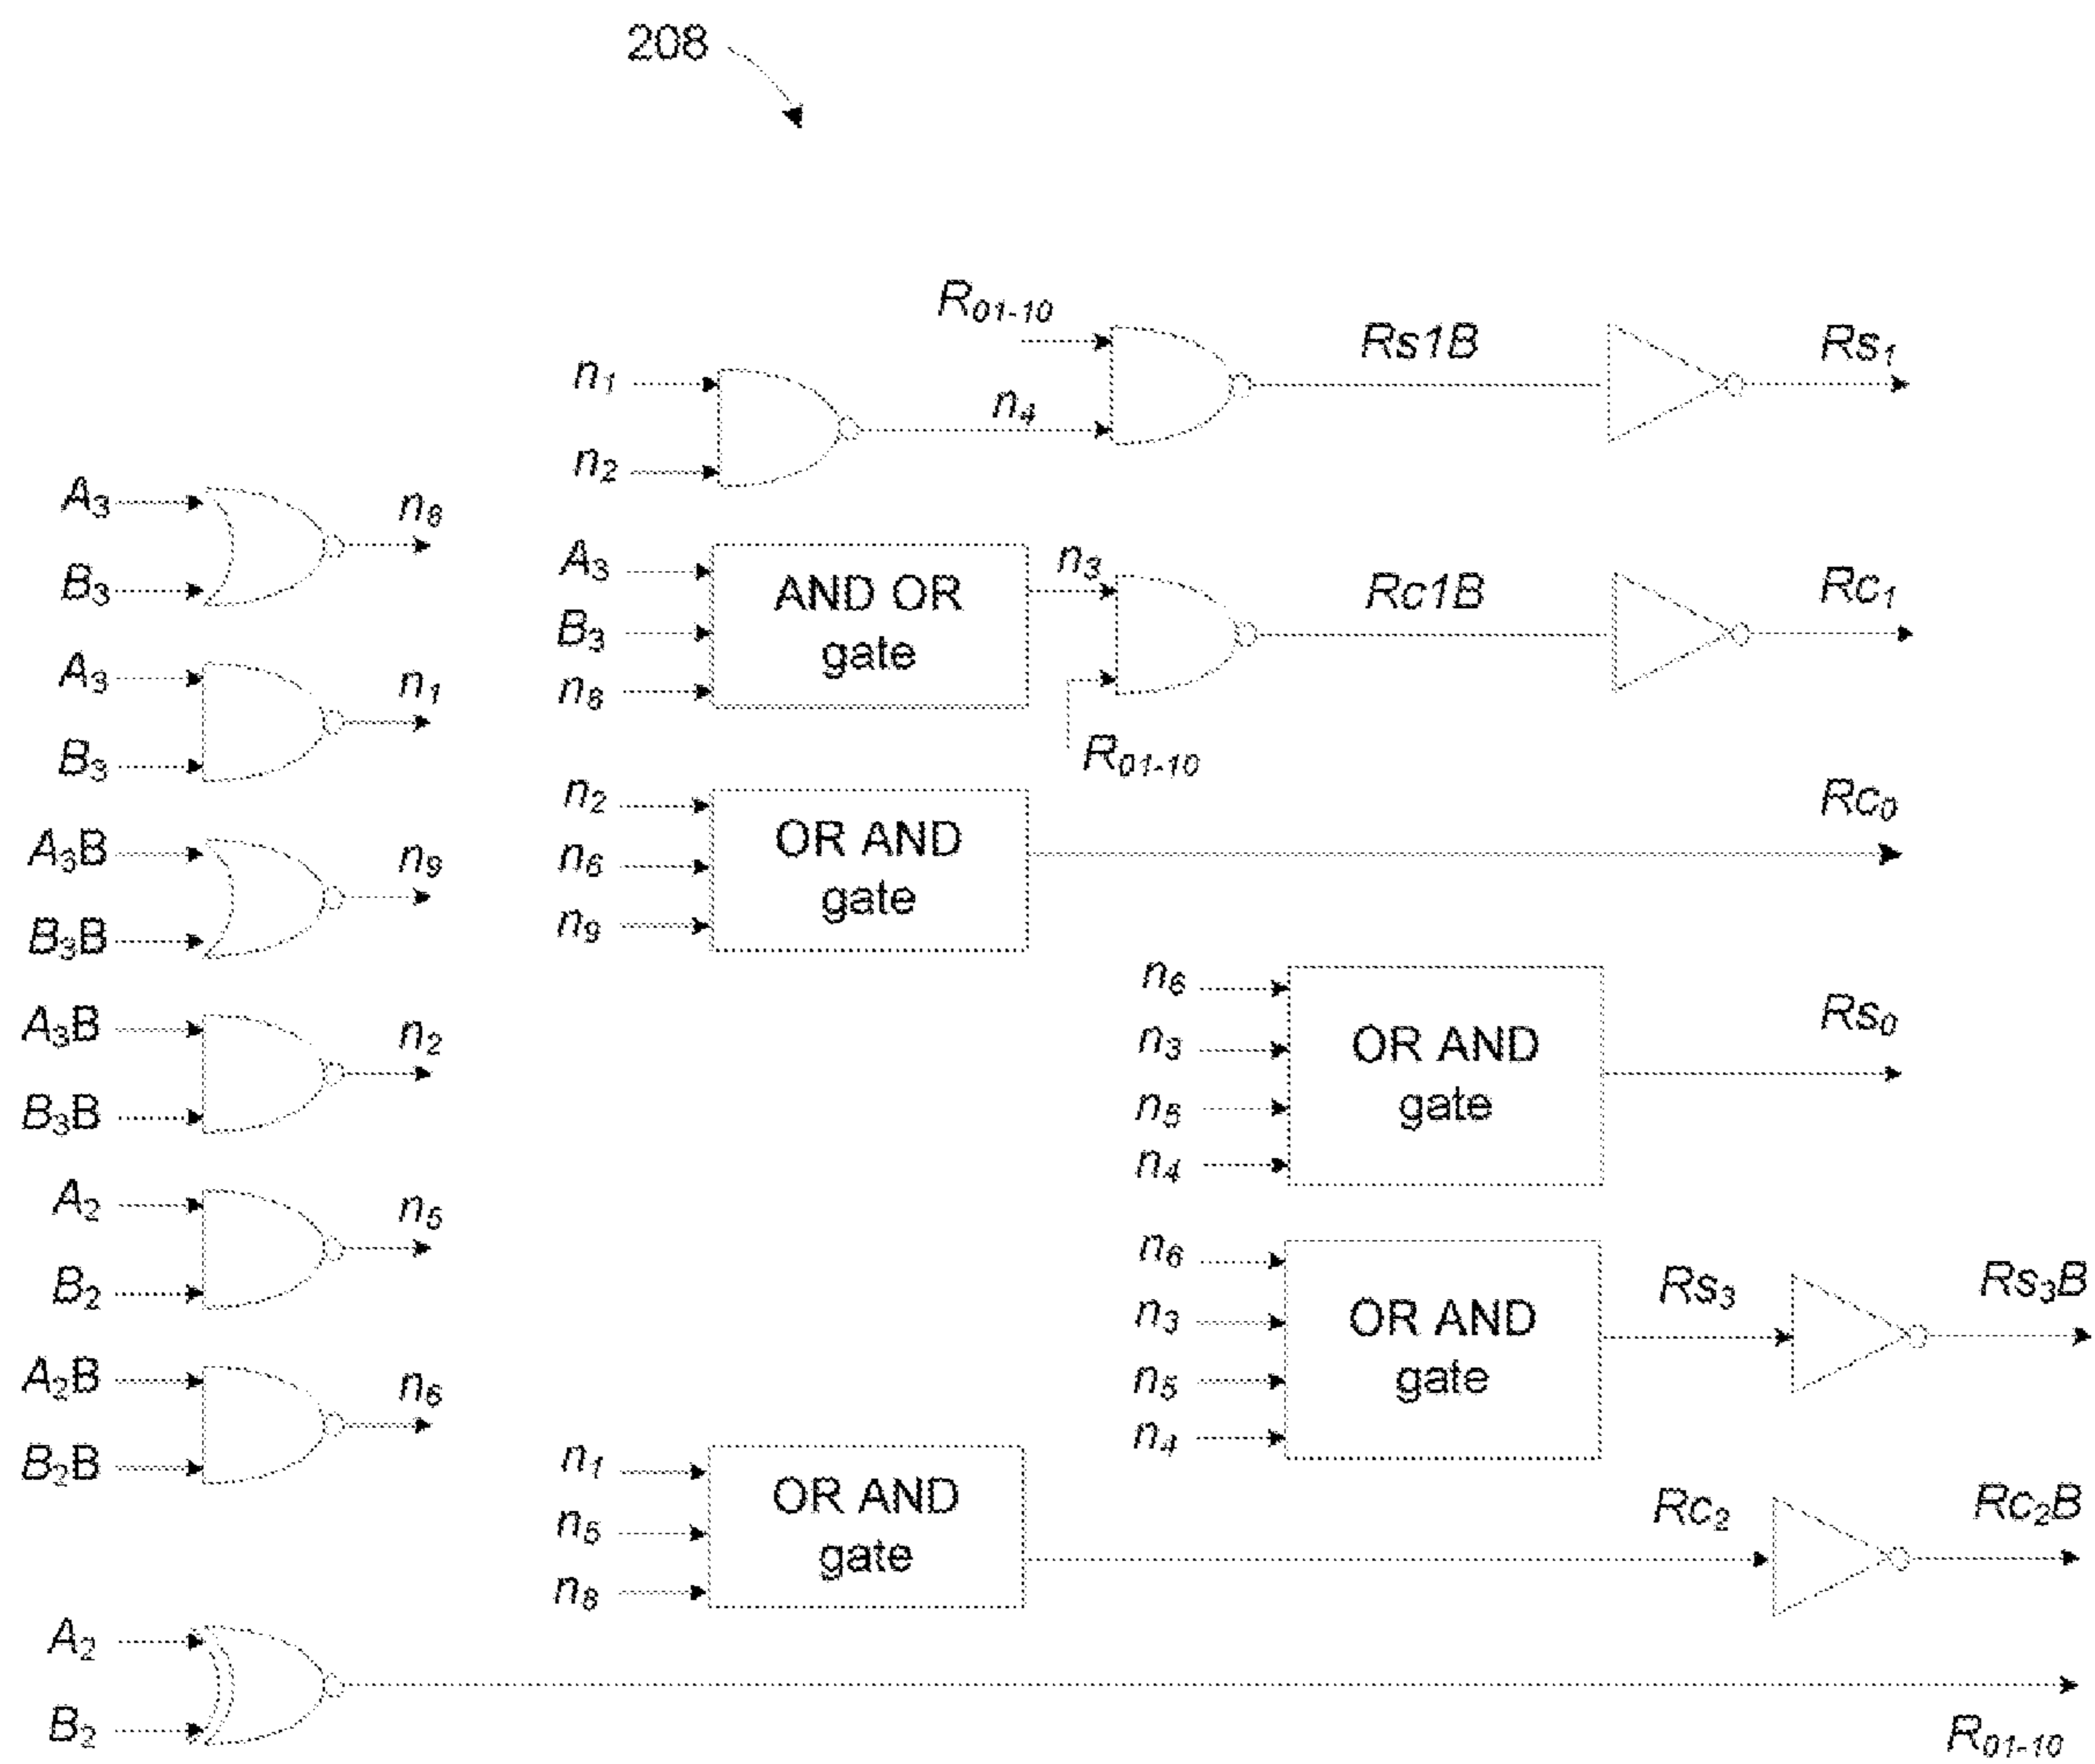 208
R₀₁₋₁₀
Rs1B
Rs₁
n₁
n₄
n₂
A₃
n₈
B₃
A₃
AND OR
gate
n₃
Rc1B
Rc₁
B₃
n₈
R₀₁₋₁₀
A₃
n₁
B₃
n₂
OR AND
gate
Rc₀
n₆
n₉
A₃B
n₉
B₃B
n₆
OR AND
gate
Rs₀
n₃
n₅
n₄
A₃B
n₂
B₃B
A₂
n₅
B₂
n₆
OR AND
gate
Rs₃
Rs₃B
n₃
n₅
n₄
A₂B
n₆
B₂B
n₁
OR AND
gate
Rc₂
Rc₂B
n₅
n₈
A₂
B₂
R₀₁₋₁₀